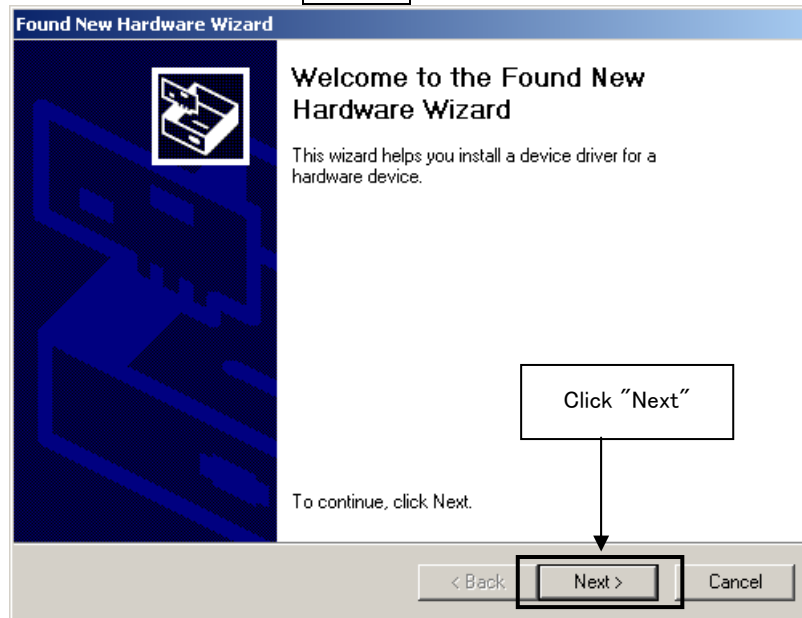 Found New Hardware Wizard
Welcome to the Found New
Hardware Wizard
This wizard helps you install a device driver for a
hardware device.
Click "Next"
To continue, click Next.
< Back
Next >
Cancel